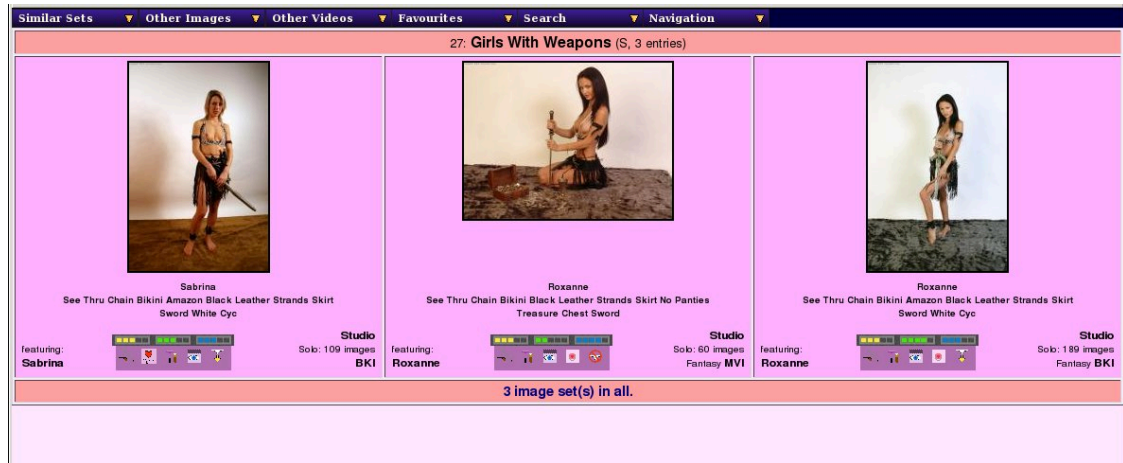 Similar Sets Other Images Other Videos Favourites Search Navigation
27: Girls With Weapons (S, 3 entries)
Sabrina
See Thru Chain Bikini Amazon Black Leather Strands Skirt
Sword White Cyc
featuring:
Sabrina
Studio
Solo: 109 images
BKI
Roxanne
See Thru Chain Bikini Black Leather Strands Skirt No Panties
Treasure Chest Sword
featuring:
Roxanne
Studio
Solo: 60 images
Fantasy MVI
Roxanne
See Thru Chain Bikini Amazon Black Leather Strands Skirt
Sword White Cyc
featuring:
Roxanne
Studio
Solo: 189 images
Fantasy BKI
3 image set(s) in all.